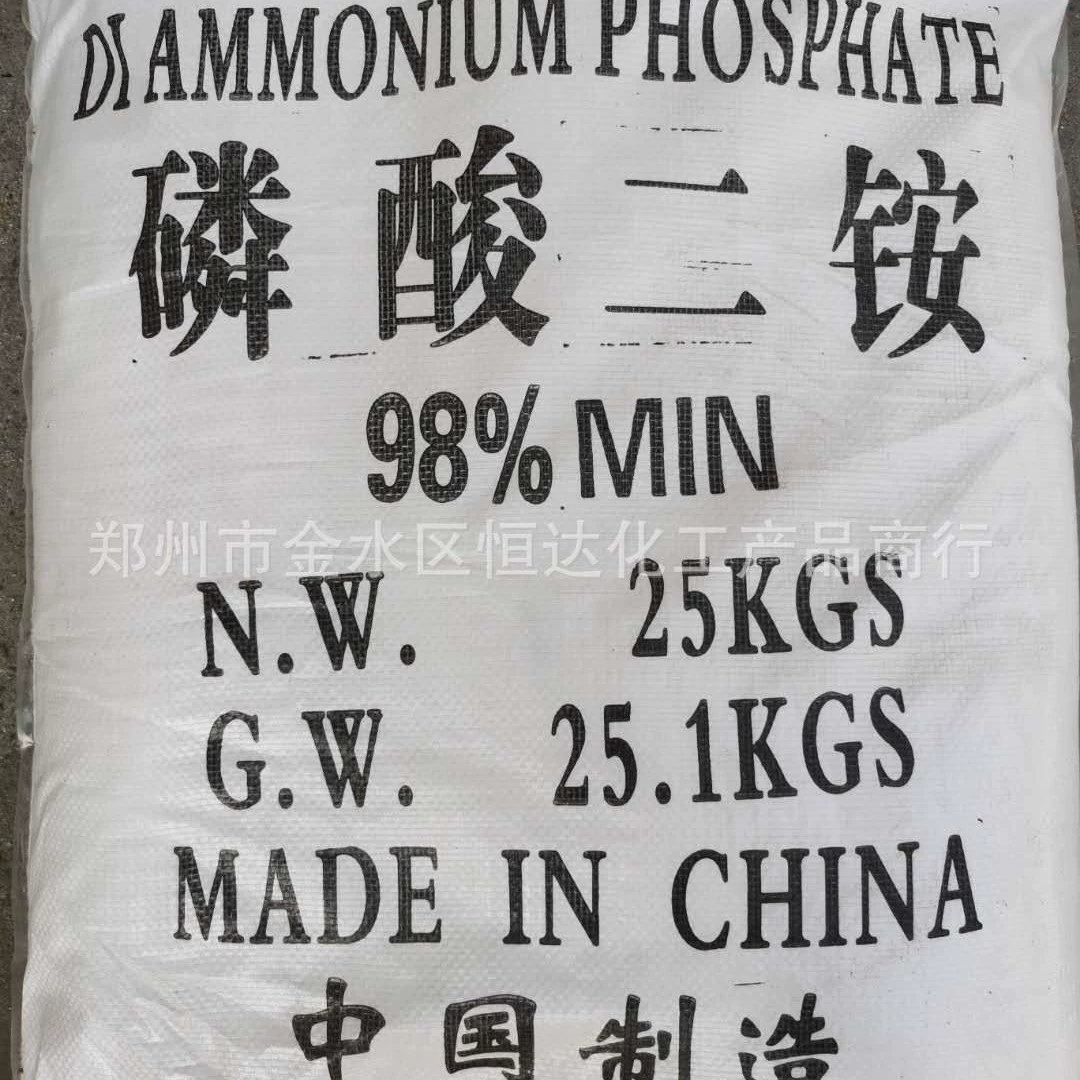 DI AMMONIUM PHOSPHATE
磷酸二铵
98% MIN
郑州市金水区恒达化工产品商行
N.W. 25KGS
G.W. 25.1KGS
MADE IN CHINA
中国制造